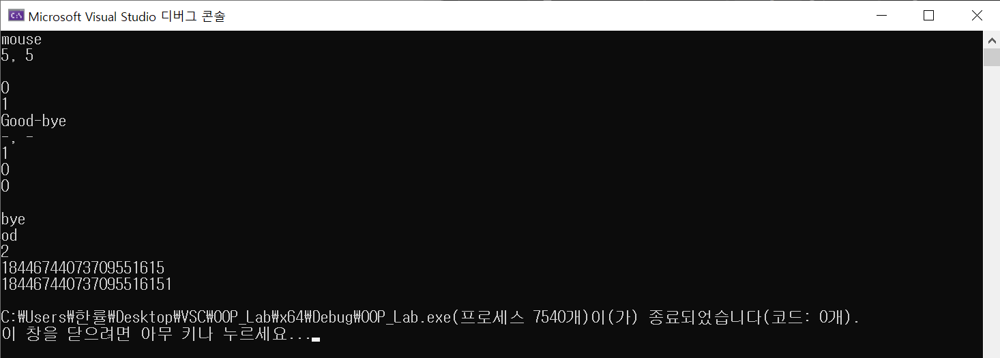 Microsoft Visual Studio 디버그 콘솔
mouse
5, 5
0
1
Good-bye
-, -
1
0
0
bye
od
2
18446744073709551615
184467440737095516151
C:\Users\한률\Desktop\VSC\OOP_Lab\x64\Debug\OOP_Lab.exe(프로세스 7540개)이(가) 종료되었습니다(코드: 0개).
이 창을 닫으려면 아무 키나 누르세요...